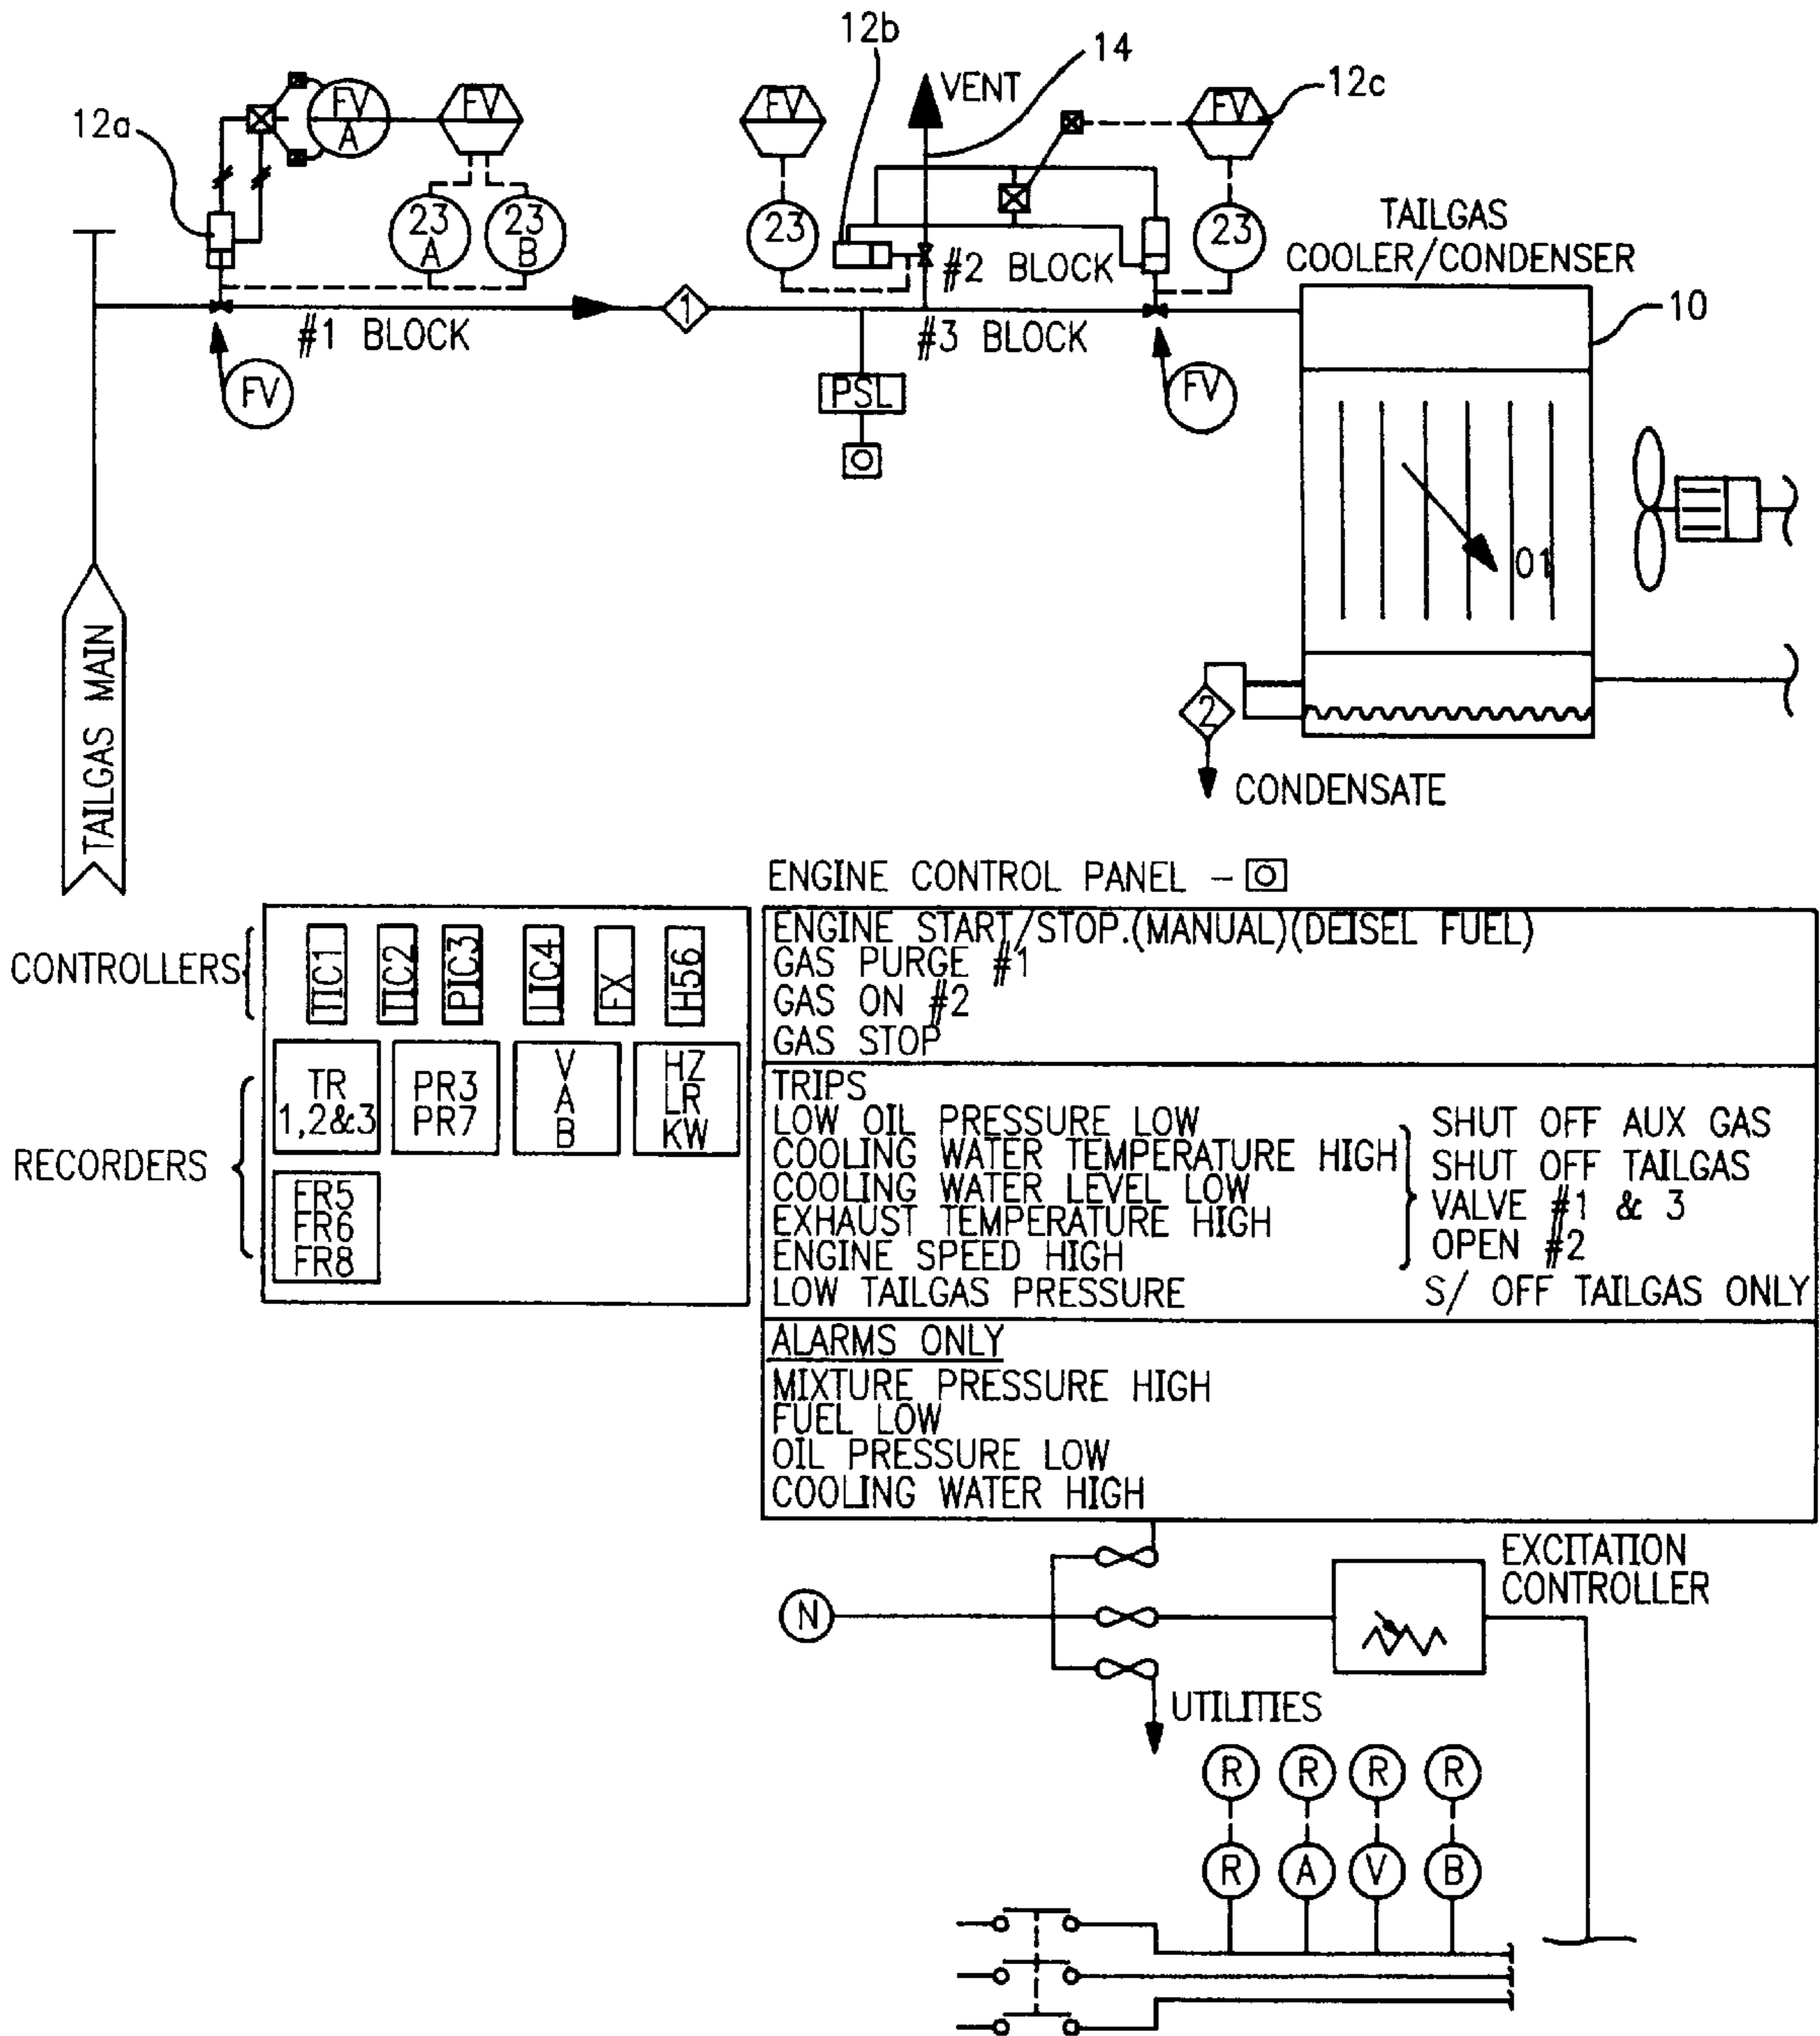 12b
14
VENT
12c
12a
FV
A
FV
FV
FV
23
A
23
B
23
23
#2 BLOCK
TAILGAS
COOLER/CONDENSER
10
1
#1 BLOCK
#3 BLOCK
FV
PSL
FV
01
TAILGAS MAIN
2
CONDENSATE
ENGINE CONTROL PANEL -
CONTROLLERS
TIC1
TIC2
PIC3
LIC4
FX
H56
ENGINE START/STOP.(MANUAL)(DEISEL FUEL)
GAS PURGE #1
GAS ON #2
GAS STOP
RECORDERS
TR
1,2&3
PR3
PR7
V
A
B
HZ
LR
KW
FR5
FR6
FR8
TRIPS
LOW OIL PRESSURE LOW
COOLING WATER TEMPERATURE HIGH
COOLING WATER LEVEL LOW
EXHAUST TEMPERATURE HIGH
ENGINE SPEED HIGH
LOW TAILGAS PRESSURE
SHUT OFF AUX GAS
SHUT OFF TAILGAS
VALVE #1 & 3
OPEN #2
S/ OFF TAILGAS ONLY
ALARMS ONLY
MIXTURE PRESSURE HIGH
FUEL LOW
OIL PRESSURE LOW
COOLING WATER HIGH
EXCITATION
CONTROLLER
N
UTILITIES
R R R R
R A V B